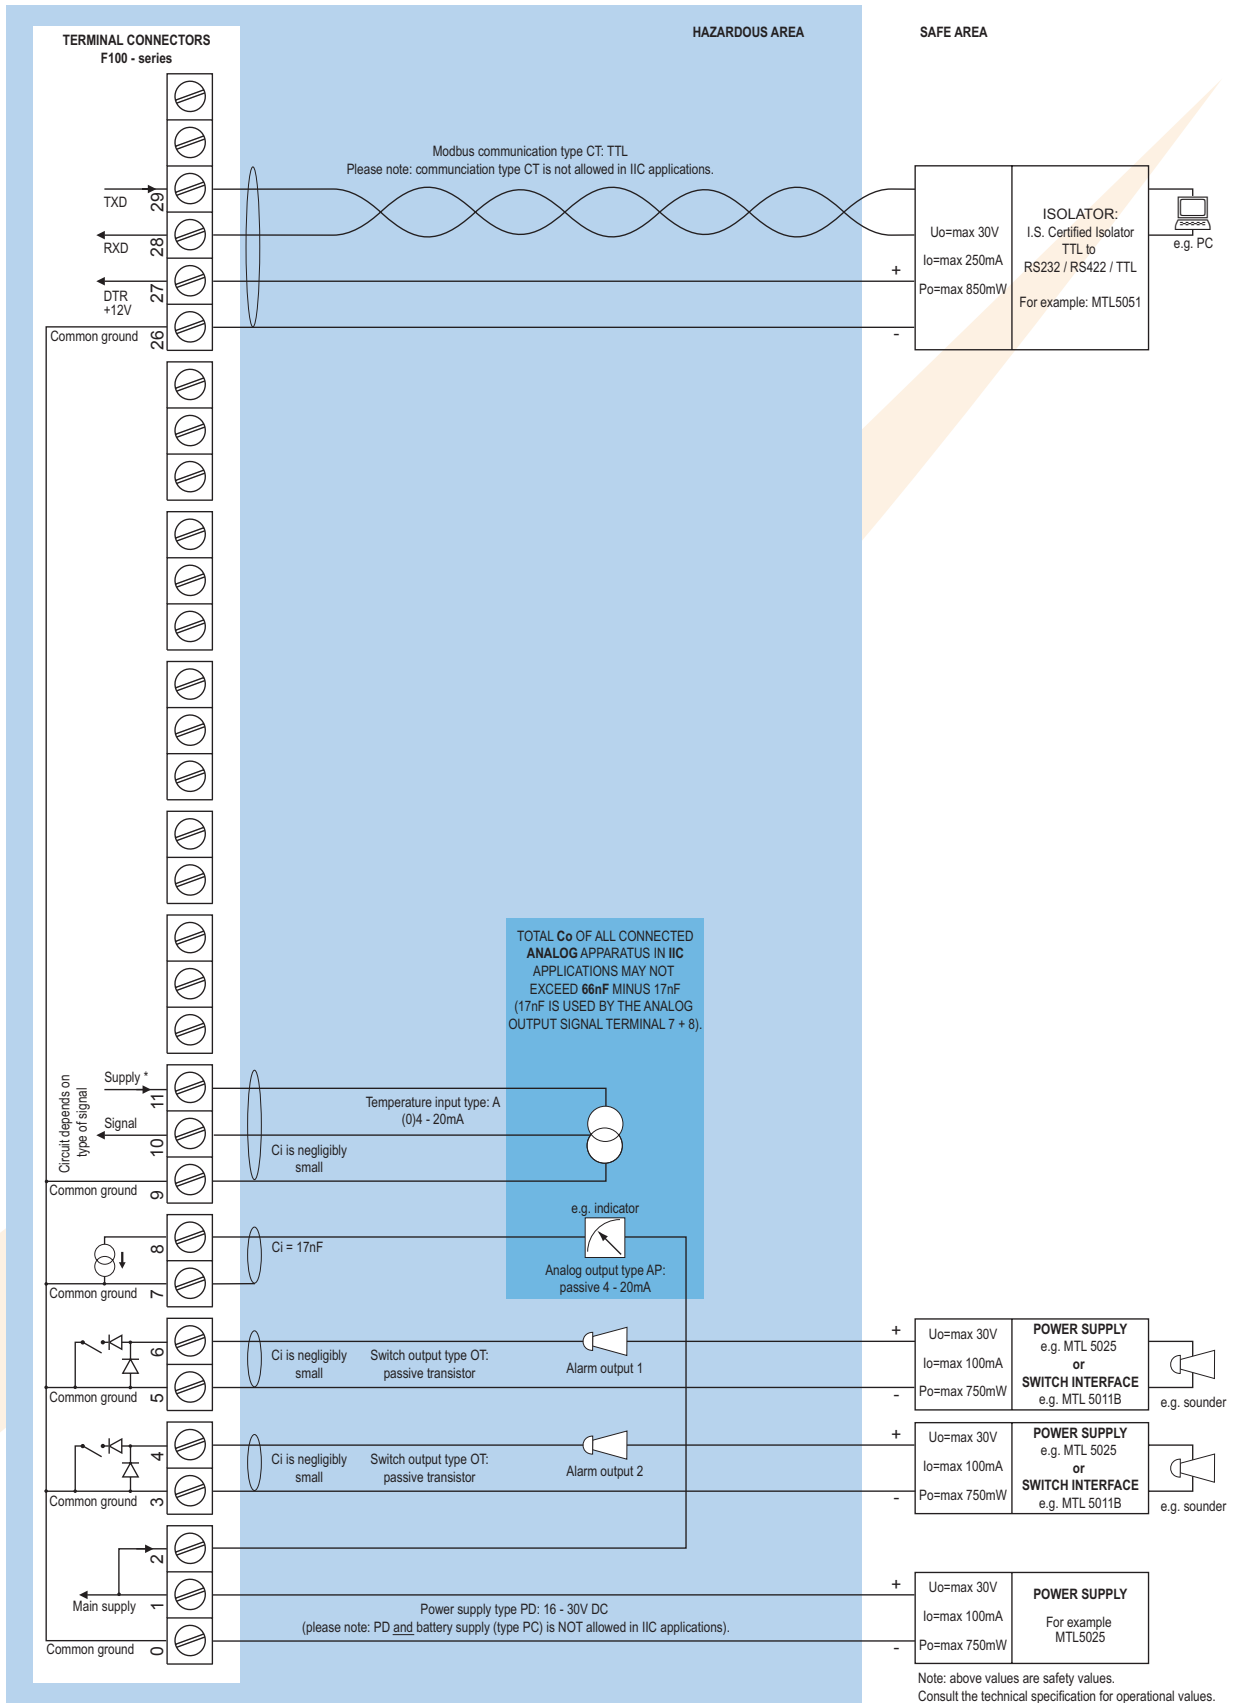 TERMINAL CONNECTORS
F100 - series
HAZARDOUS AREA
SAFE AREA
Modbus communication type CT: TTL
Please note: communciation type CT is not allowed in IIC applications.
TXD
29
RXD
28
DTR
+12V
27
Common ground
26
+
-
Uo=max 30V
Io=max 250mA
Po=max 850mW
ISOLATOR:
I.S. Certified Isolator
TTL to
RS232 / RS422 / TTL
For example: MTL5051
e.g. PC
TOTAL Co OF ALL CONNECTED
ANALOG APPARATUS IN IIC
APPLICATIONS MAY NOT
EXCEED 66nF MINUS 17nF
(17nF IS USED BY THE ANALOG
OUTPUT SIGNAL TERMINAL 7 + 8).
Circuit depends on
type of signal
Supply *
11
Signal
10
Common ground
9
Temperature input type: A
(0)4 - 20mA
Ci is negligibly
small
8
Common ground
7
Ci = 17nF
e.g. indicator
Analog output type AP:
passive 4 - 20mA
6
Common ground
5
Ci is negligibly
small
Switch output type OT:
passive transistor
Alarm output 1
+
-
Uo=max 30V
Io=max 100mA
Po=max 750mW
POWER SUPPLY
e.g. MTL 5025
or
SWITCH INTERFACE
e.g. MTL 5011B
e.g. sounder
4
Common ground
3
Ci is negligibly
small
Switch output type OT:
passive transistor
Alarm output 2
+
-
Uo=max 30V
Io=max 100mA
Po=max 750mW
POWER SUPPLY
e.g. MTL 5025
or
SWITCH INTERFACE
e.g. MTL 5011B
e.g. sounder
2
Main supply
1
Common ground
0
Power supply type PD: 16 - 30V DC
(please note: PD and battery supply (type PC) is NOT allowed in IIC applications).
+
-
Uo=max 30V
Io=max 100mA
Po=max 750mW
POWER SUPPLY
For example
MTL5025
Note: above values are safety values.
Consult the technical specification for operational values.